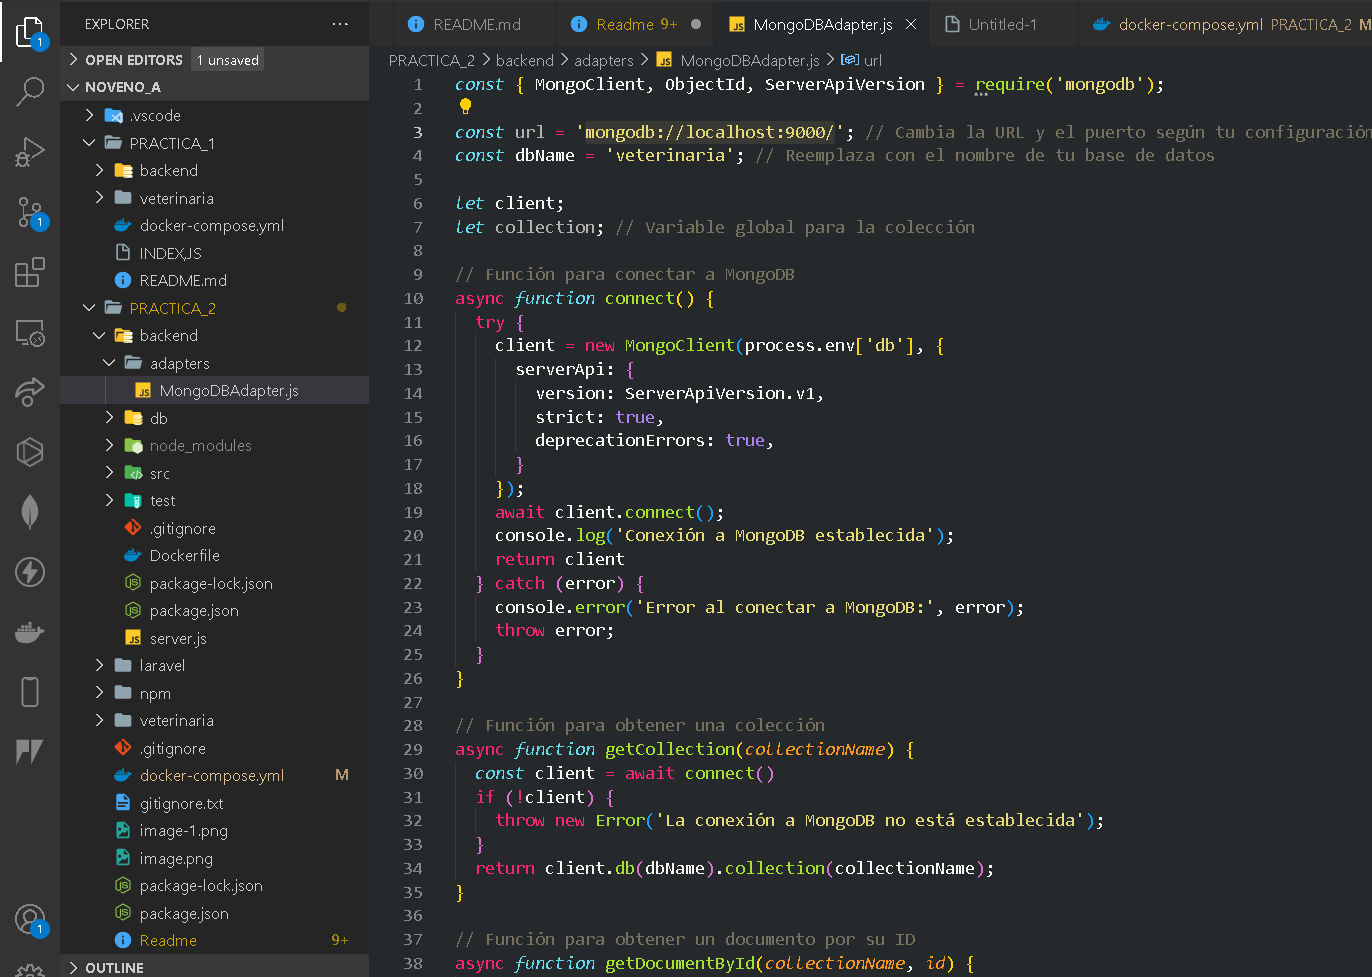 EXPLORER
OPEN EDITORS 1 unsaved
NOVENO_A
.vscode
PRACTICA_1
backend
veterinaria
docker-compose.yml
INDEX,JS
README.md
PRACTICA_2
backend
adapters
MongoDBAdapter.js
db
node_modules
src
test
.gitignore
Dockerfile
package-lock.json
package.json
server.js
laravel
npm
veterinaria
.gitignore
docker-compose.yml M
gitignore.txt
image-1.png
image.png
package-lock.json
package.json
Readme 9+
OUTLINE
1
1
1
README.md Readme 9+ MongoDBAdapter.js Untitled-1 docker-compose.yml PRACTICA_2 M
PRACTICA_2 > backend > adapters > MongoDBAdapter.js > url
1 const { MongoClient, ObjectId, ServerApiVersion } = require('mongodb');
2
3 const url = 'mongodb://localhost:9000/'; // Cambia la URL y el puerto según tu configuración
4 const dbName = 'veterinaria'; // Reemplaza con el nombre de tu base de datos
5
6 let client;
7 let collection; // Variable global para la colección
8
9 // Función para conectar a MongoDB
10 async function connect() {
11 try {
12 client = new MongoClient(process.env['db'], {
13 serverApi: {
14 version: ServerApiVersion.v1,
15 strict: true,
16 deprecationErrors: true,
17 }
18 });
19 await client.connect();
20 console.log('Conexión a MongoDB establecida');
21 return client
22 } catch (error) {
23 console.error('Error al conectar a MongoDB:', error);
24 throw error;
25 }
26 }
27
28 // Función para obtener una colección
29 async function getCollection(collectionName) {
30 const client = await connect()
31 if (!client) {
32 throw new Error('La conexión a MongoDB no está establecida');
33 }
34 return client.db(dbName).collection(collectionName);
35 }
36
37 // Función para obtener un documento por su ID
38 async function getDocumentById(collectionName, id) {